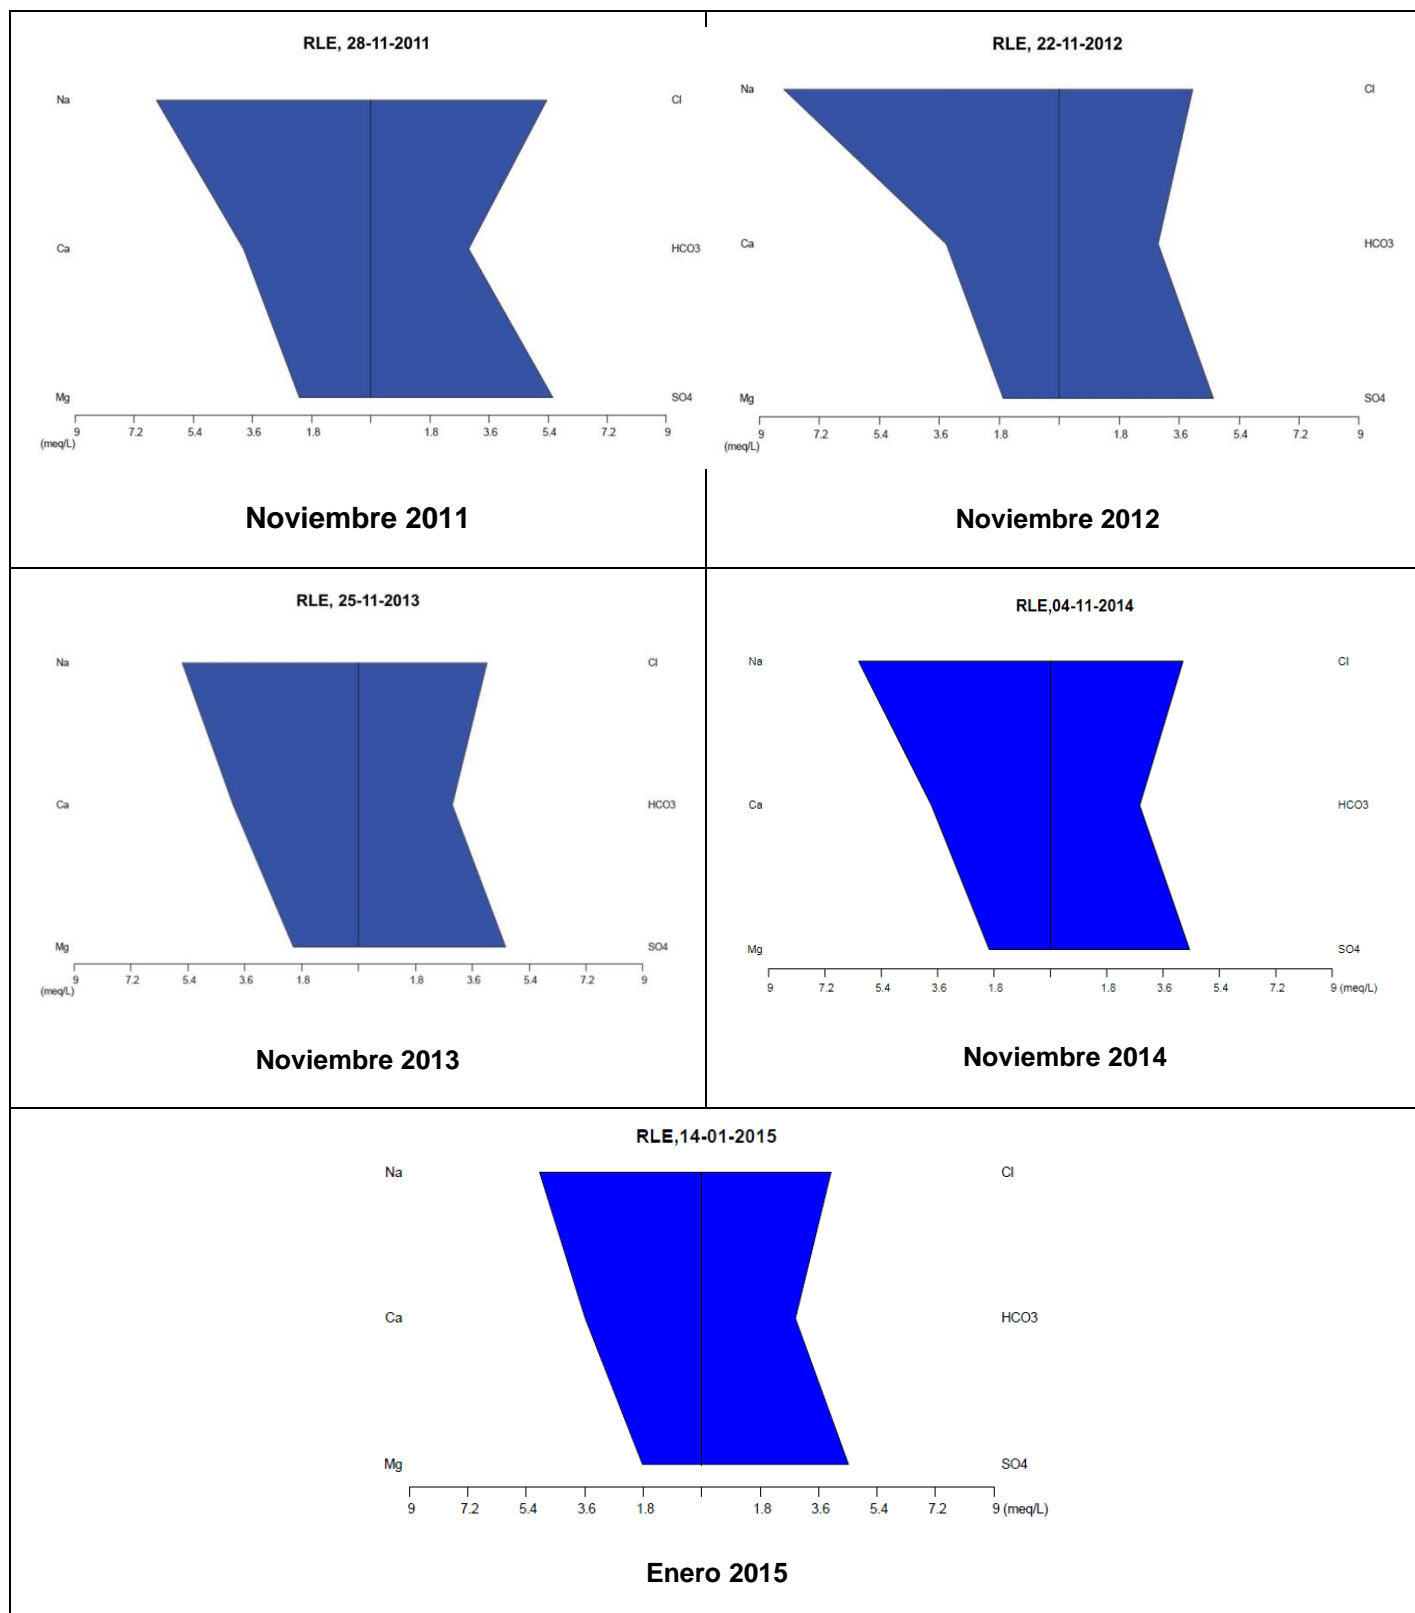 RLE, 28-11-2011
Na
Cl
Ca
HCO3
Mg
SO4
9 7.2 5.4 3.6 1.8 1.8 3.6 5.4 7.2 9
(meq/L)
Noviembre 2011
RLE, 22-11-2012
Na
Cl
Ca
HCO3
Mg
SO4
9 7.2 5.4 3.6 1.8 1.8 3.6 5.4 7.2 9
(meq/L)
Noviembre 2012
RLE, 25-11-2013
Na
Cl
Ca
HCO3
Mg
SO4
9 7.2 5.4 3.6 1.8 1.8 3.6 5.4 7.2 9
(meq/L)
Noviembre 2013
RLE,04-11-2014
Na
Cl
Ca
HCO3
Mg
SO4
9 7.2 5.4 3.6 1.8 1.8 3.6 5.4 7.2 9 (meq/L)
Noviembre 2014
RLE,14-01-2015
Na
Cl
Ca
HCO3
Mg
SO4
9 7.2 5.4 3.6 1.8 1.8 3.6 5.4 7.2 9 (meq/L)
Enero 2015